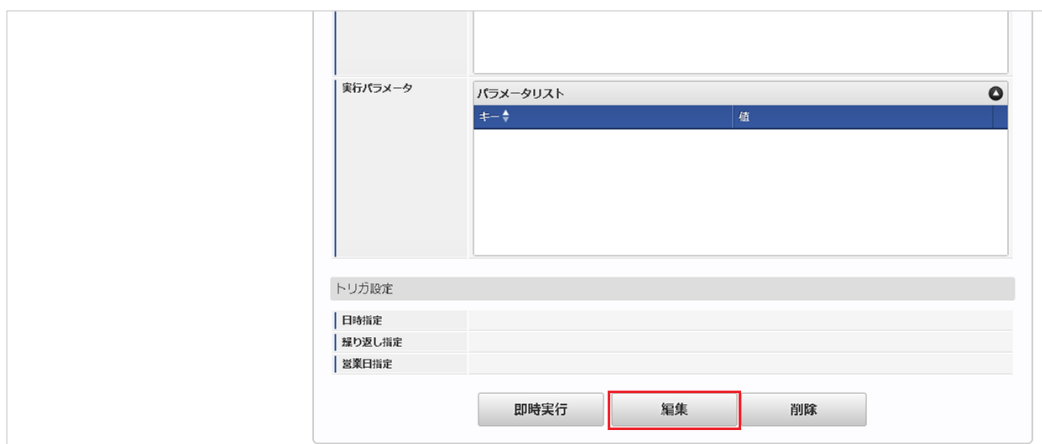 実行パラメータ
パラメータリスト
キー 値
トリガ設定
日時指定
繰り返し指定
営業日指定
即時実行 編集 削除